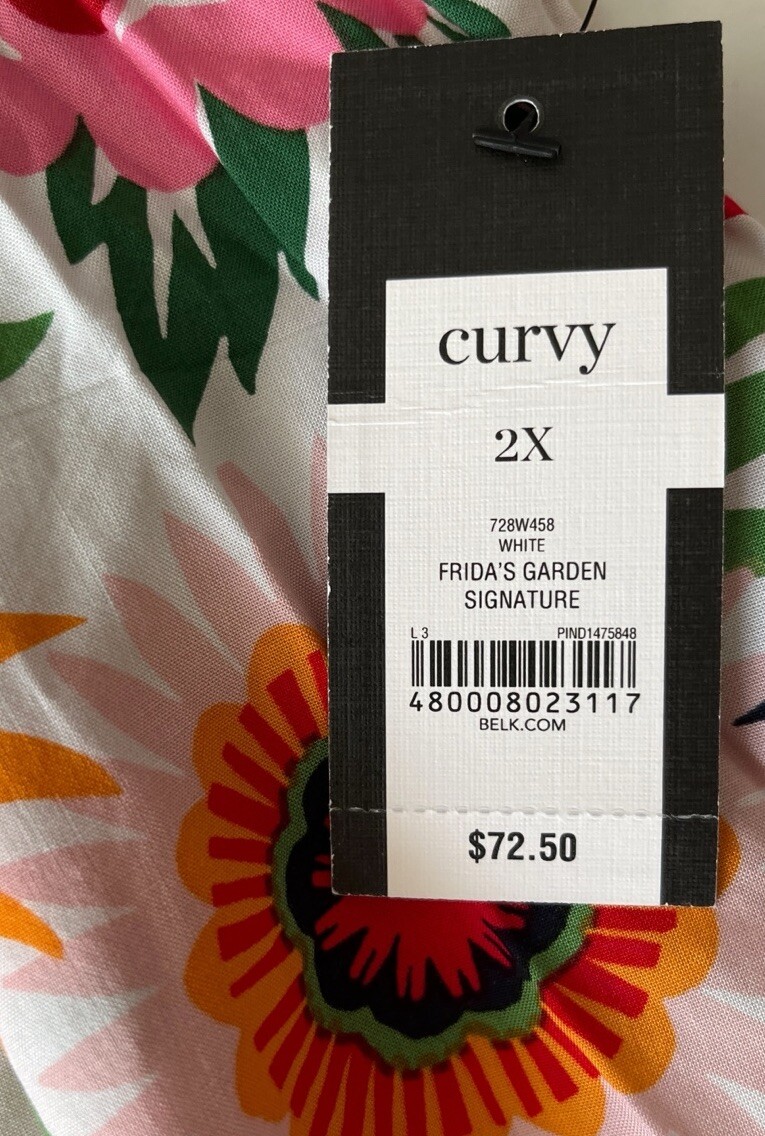 curvy
2X
728W458
WHITE
FRIDA'S GARDEN
SIGNATURE
L 3 PIND1475848
480008023117
BELK.COM
$72.50